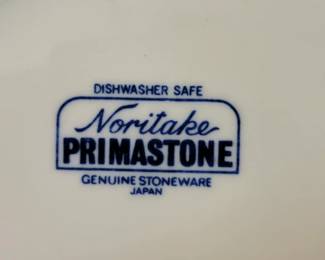 DISHWASHER SAFE
Noritake
PRIMASTONE
GENUINE STONEWARE
JAPAN